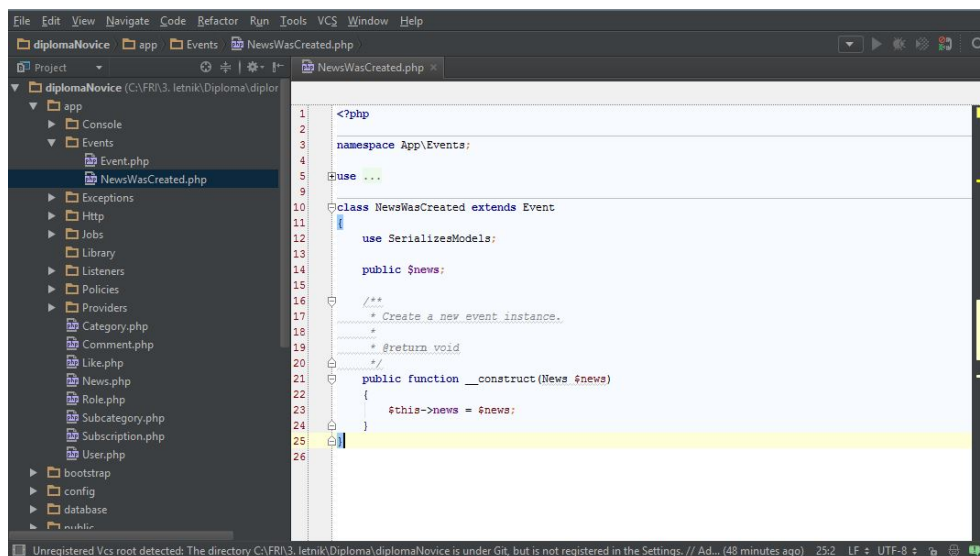 File Edit View Navigate Code Refactor Run Tools VCS Window Help
diplomaNovice app Events NewsWasCreated.php
Project
NewsWasCreated.php ×
diplomaNovice (C:\FRI\3. letnik\Diploma\diplor
app
Console
Events
Event.php
NewsWasCreated.php
Exceptions
Http
Jobs
Library
Listeners
Policies
Providers
Category.php
Comment.php
Like.php
News.php
Role.php
Subcategory.php
Subscription.php
User.php
bootstrap
config
database
public
1 <?php
2
3 namespace App\Events;
4
5 use ...
9
10 class NewsWasCreated extends Event
11 {
12 use SerializesModels;
13
14 public $news;
15
16 /**
17 * Create a new event instance.
18 *
19 * @return void
20 */
21 public function __construct(News $news)
22 {
23 $this->news = $news;
24 }
25 }
26
Unregistered Vcs root detected: The directory C:\FRI\3. letnik\Diploma\diplomaNovice is under Git, but is not registered in the Settings. // Ad... (48 minutes ago) 25:2 LF UTF-8